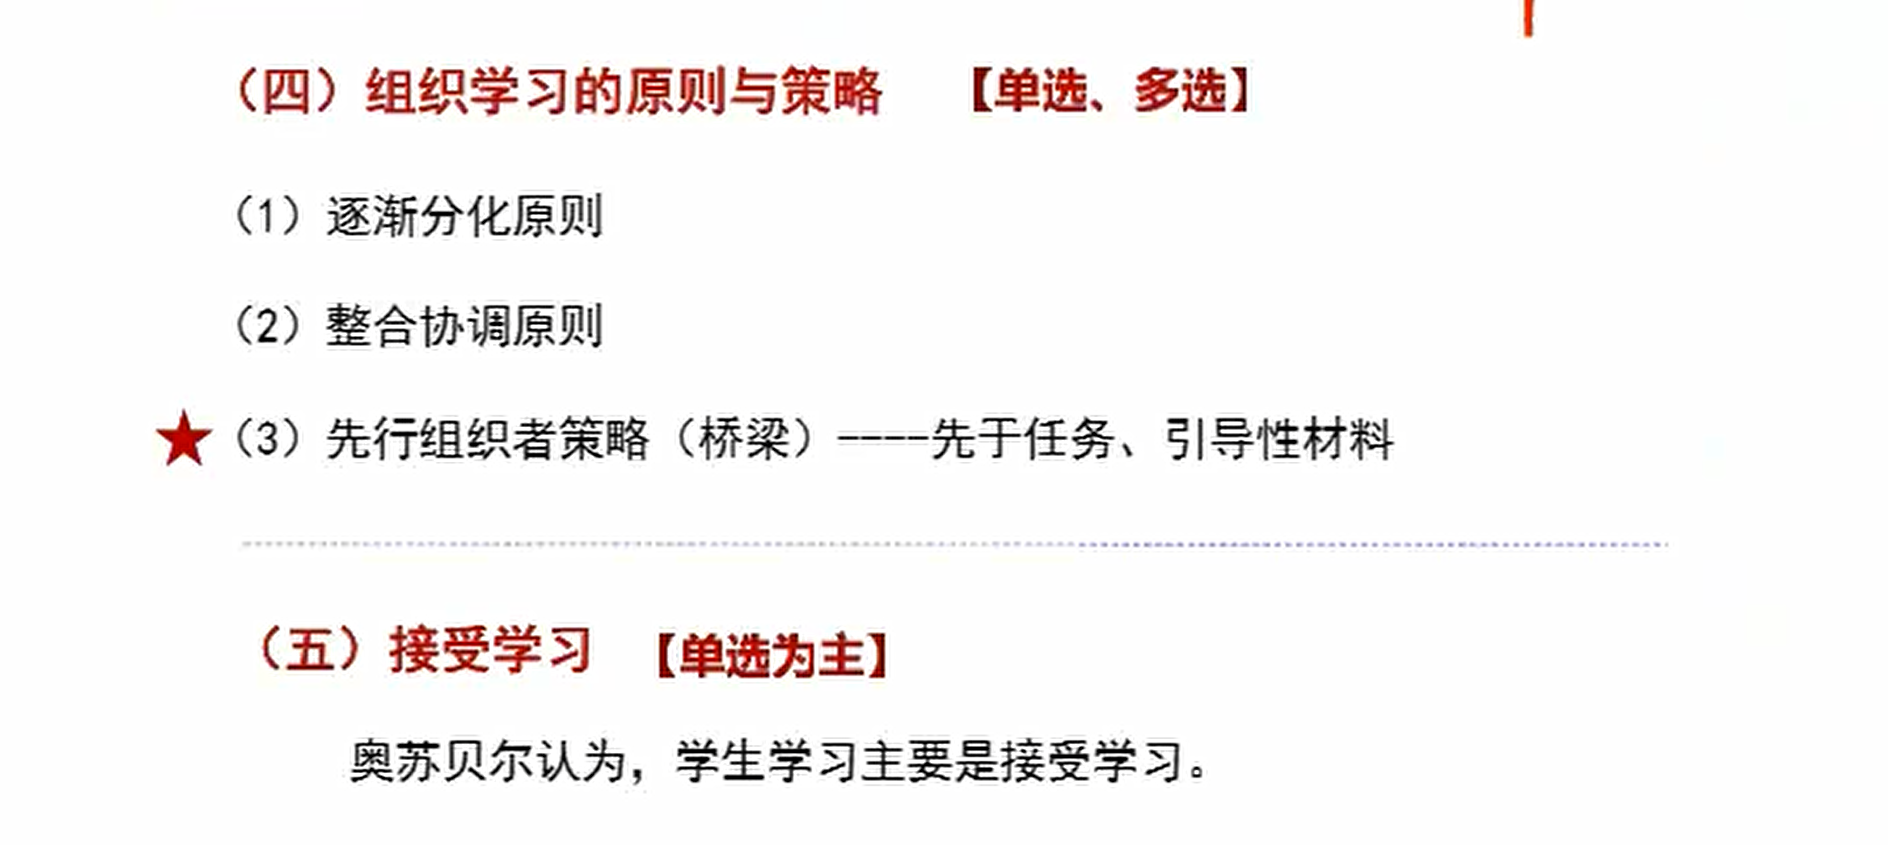 （四）组织学习的原则与策略 【单选、多选】
（1）逐渐分化原则
（2）整合协调原则
★（3）先行组织者策略（桥梁）----先于任务、引导性材料
（五）接受学习 【单选为主】
奥苏贝尔认为，学生学习主要是接受学习。